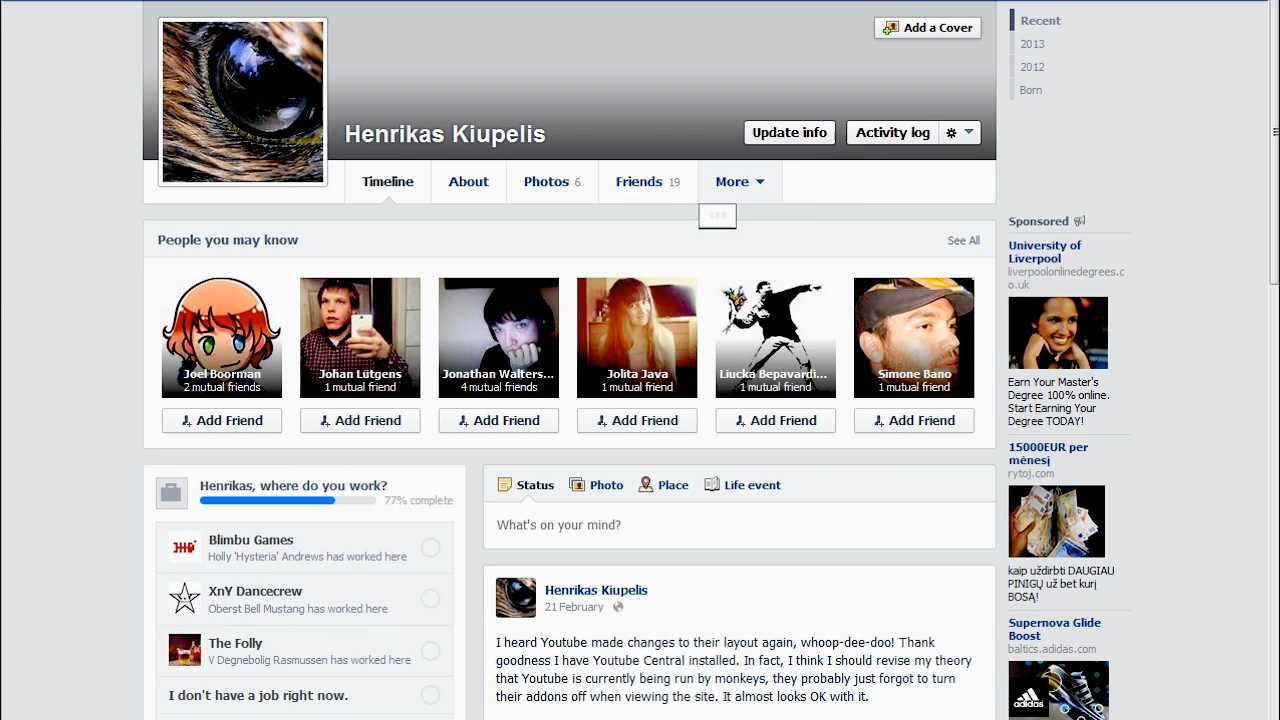 Add a Cover
Recent
2013
2012
Born
Henrikas Kiupelis
Update info
Activity log
Timeline
About
Photos 6
Friends 19
More
People you may know
See All
Joel Boorman
2 mutual friends
Add Friend
Johan Lütgens
1 mutual friend
Add Friend
Jonathan Walters...
4 mutual friends
Add Friend
Jolita Java
1 mutual friend
Add Friend
Liucka Bepavardi...
1 mutual friend
Add Friend
Simone Bano
1 mutual friend
Add Friend
Henrikas, where do you work?
77% complete
Blimbu Games
Holly 'Hysteria' Andrews has worked here
XnY Dancecrew
Oberst Bell Mustang has worked here
The Folly
V Degnebolig Rasmussen has worked here
I don't have a job right now.
Status
Photo
Place
Life event
What's on your mind?
Henrikas Kiupelis
21 February
I heard Youtube made changes to their layout again, whoop-dee-doo! Thank
goodness I have Youtube Central installed. In fact, I think I should revise my theory
that Youtube is currently being run by monkeys, they probably just forgot to turn
their addons off when viewing the site. It almost looks OK with it.
Sponsored
University of
Liverpool
liverpoolonlinedegrees.c
o.uk
Earn Your Master's
Degree 100% online.
Start Earning Your
Degree TODAY!
15000EUR per
mėnesį
rytoj.com
kaip uždirbti DAUGIAU
PINIGŲ už bet kurį
BOSĄ!
Supernova Glide
Boost
baltics.adidas.com
adidas